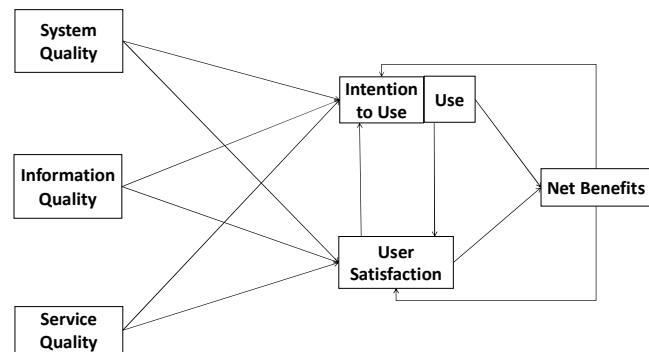 System
Quality
Intention
to Use
Use
Information
Quality
Net Benefits
User
Satisfaction
Service
Quality